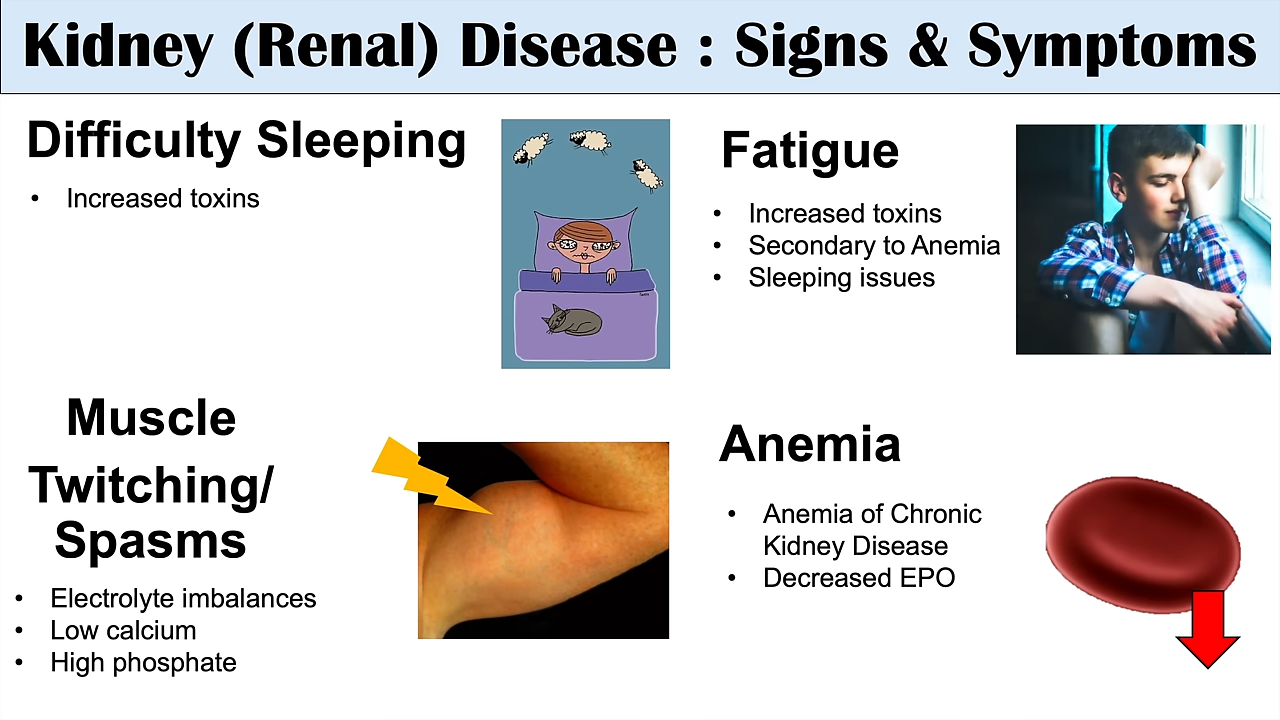 Kidney (Renal) Disease : Signs & Symptoms
Difficulty Sleeping
• Increased toxins
Fatigue
• Increased toxins
• Secondary to Anemia
• Sleeping issues
Muscle
Twitching/
Spasms
• Electrolyte imbalances
• Low calcium
• High phosphate
Anemia
• Anemia of Chronic
Kidney Disease
• Decreased EPO